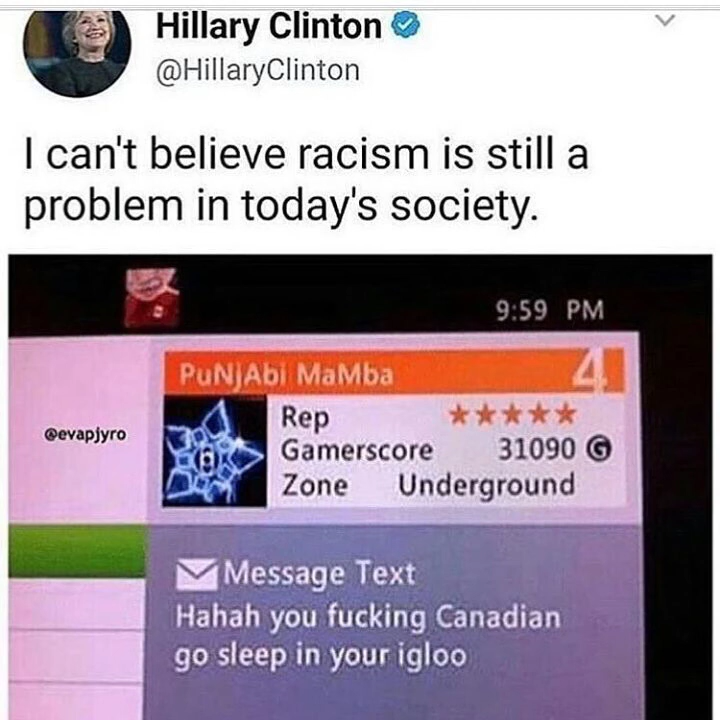 Hillary Clinton
@HillaryClinton
I can't believe racism is still a
problem in today's society.
9:59 PM
PuNjAbi MaMba 4
@evapjyro
Rep ★★★★★
Gamerscore 31090 G
Zone Underground
Message Text
Hahah you fucking Canadian
go sleep in your igloo